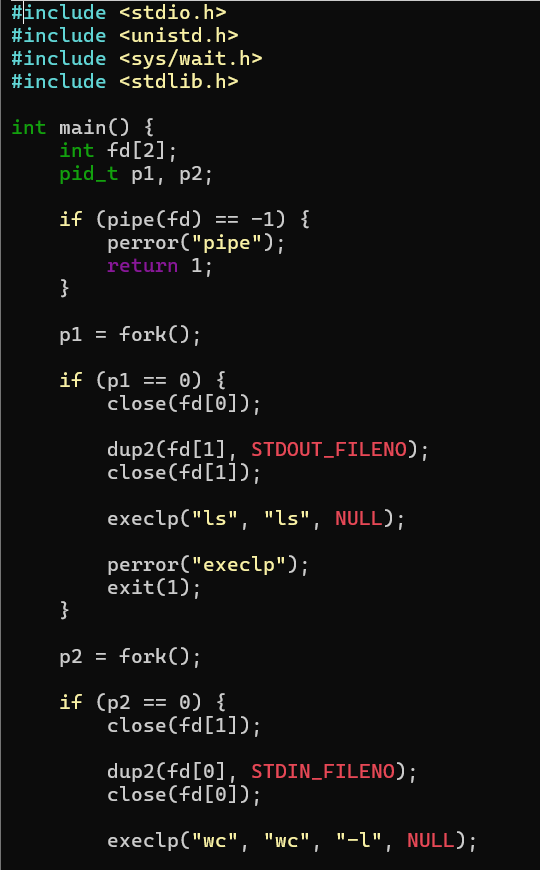 #include <stdio.h>
#include <unistd.h>
#include <sys/wait.h>
#include <stdlib.h>

int main() {
    int fd[2];
    pid_t p1, p2;

    if (pipe(fd) == -1) {
        perror("pipe");
        return 1;
    }

    p1 = fork();

    if (p1 == 0) {
        close(fd[0]);

        dup2(fd[1], STDOUT_FILENO);
        close(fd[1]);

        execlp("ls", "ls", NULL);

        perror("execlp");
        exit(1);
    }

    p2 = fork();

    if (p2 == 0) {
        close(fd[1]);

        dup2(fd[0], STDIN_FILENO);
        close(fd[0]);

        execlp("wc", "wc", "-l", NULL);